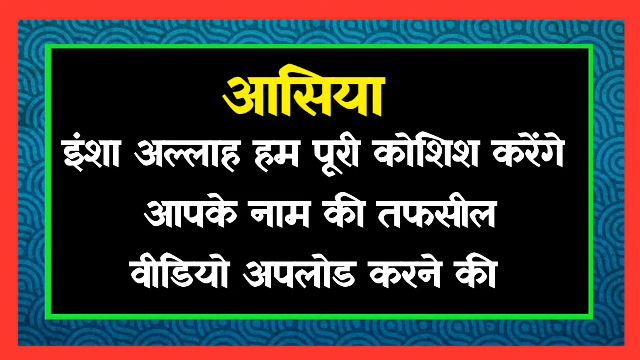 आसिया
इंशा अल्लाह हम पूरी कोशिश करेंगे
आपके नाम की तफसील
वीडियो अपलोड करने की